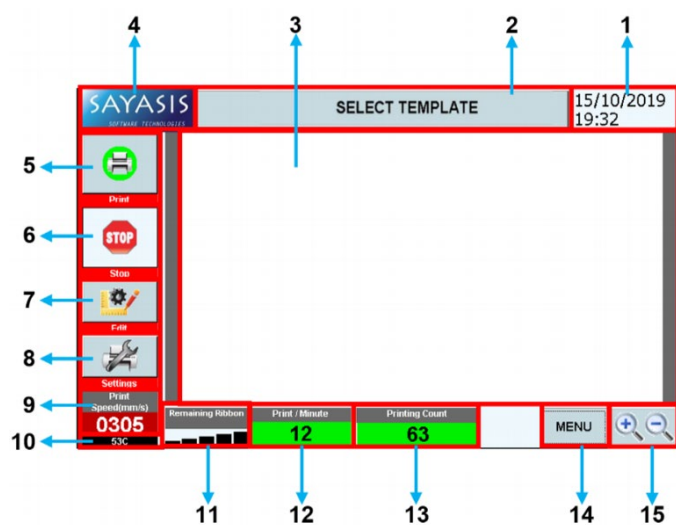 4
3
2
1
SAYASIS
SOFTWARE TECHNOLOGIES
SELECT TEMPLATE
15/10/2019
19:32
5
Print
6
STOP
Stop
7
Edit
8
Settings
9
Print
Speed(mm/s)
0305
10
53C
Remaining Ribbon
Print / Minute
12
Printing Count
63
MENU
11
12
13
14
15